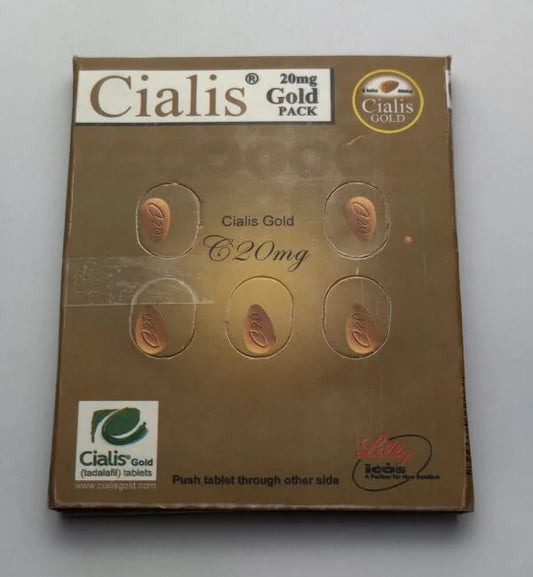 Cialis® 20mg
Gold
PACK
Cialis
GOLD
Cialis Gold
C20mg
C20
C20
C20
C20
C20
Cialis® Gold
(tadalafil) tablets
www.cialisgold.com
Push tablet through other side
Lilly
icos